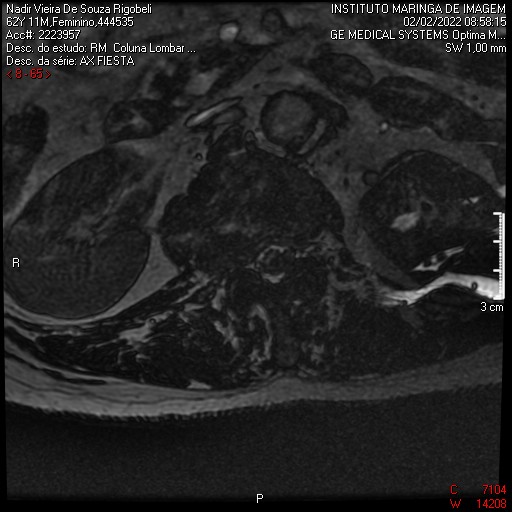 Nadir Vieira De Souza Rigobeli
62Y 11M,Feminino,444535
Acc#: 2223957
Desc. do estudo: RM Coluna Lombar ...
Desc. da série: AX FIESTA
< 8 - 65 >
INSTITUTO MARINGA DE IMAGEM
02/02/2022 08:58:15
GE MEDICAL SYSTEMS Optima M...
SW 1,00 mm
R
3 cm
P
C 7104
W 14208